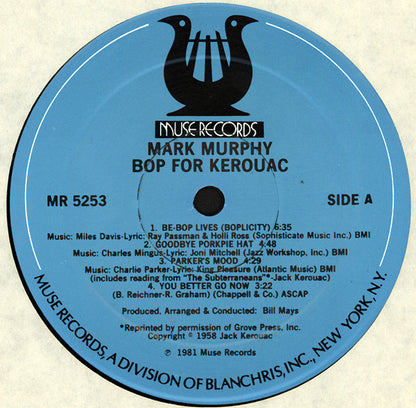 MUSE RECORDS
MARK MURPHY
BOP FOR KEROUAC
MR 5253
SIDE A
1. BE-BOP LIVES (BOPLICITY) 6:35
Music: Miles Davis-Lyric: Ray Passman & Holli Ross (Sophisticate Music Inc.) BMI
2. GOODBYE PORKPIE HAT 4:48
Music: Charles Mingus-Lyric: Joni Mitchell (Jazz Workshop, Inc.) BMI
3. PARKER'S MOOD 4:29
Music: Charlie Parker-Lyric: King Pleasure (Atlantic Music) BMI
(includes reading from "The Subterraneans"*-Jack Kerouac)
4. YOU BETTER GO NOW 3:22
(B. Reichner-R. Graham) (Chappell & Co.) ASCAP
Produced. Arranged & Conducted: Bill Mays
*Reprinted by permission of Grove Press, Inc.
Copyright © 1958 Jack Kerouac
℗ 1981 Muse Records
MUSE RECORDS, A DIVISION OF BLANCHRIS, INC., NEW YORK, N.Y.